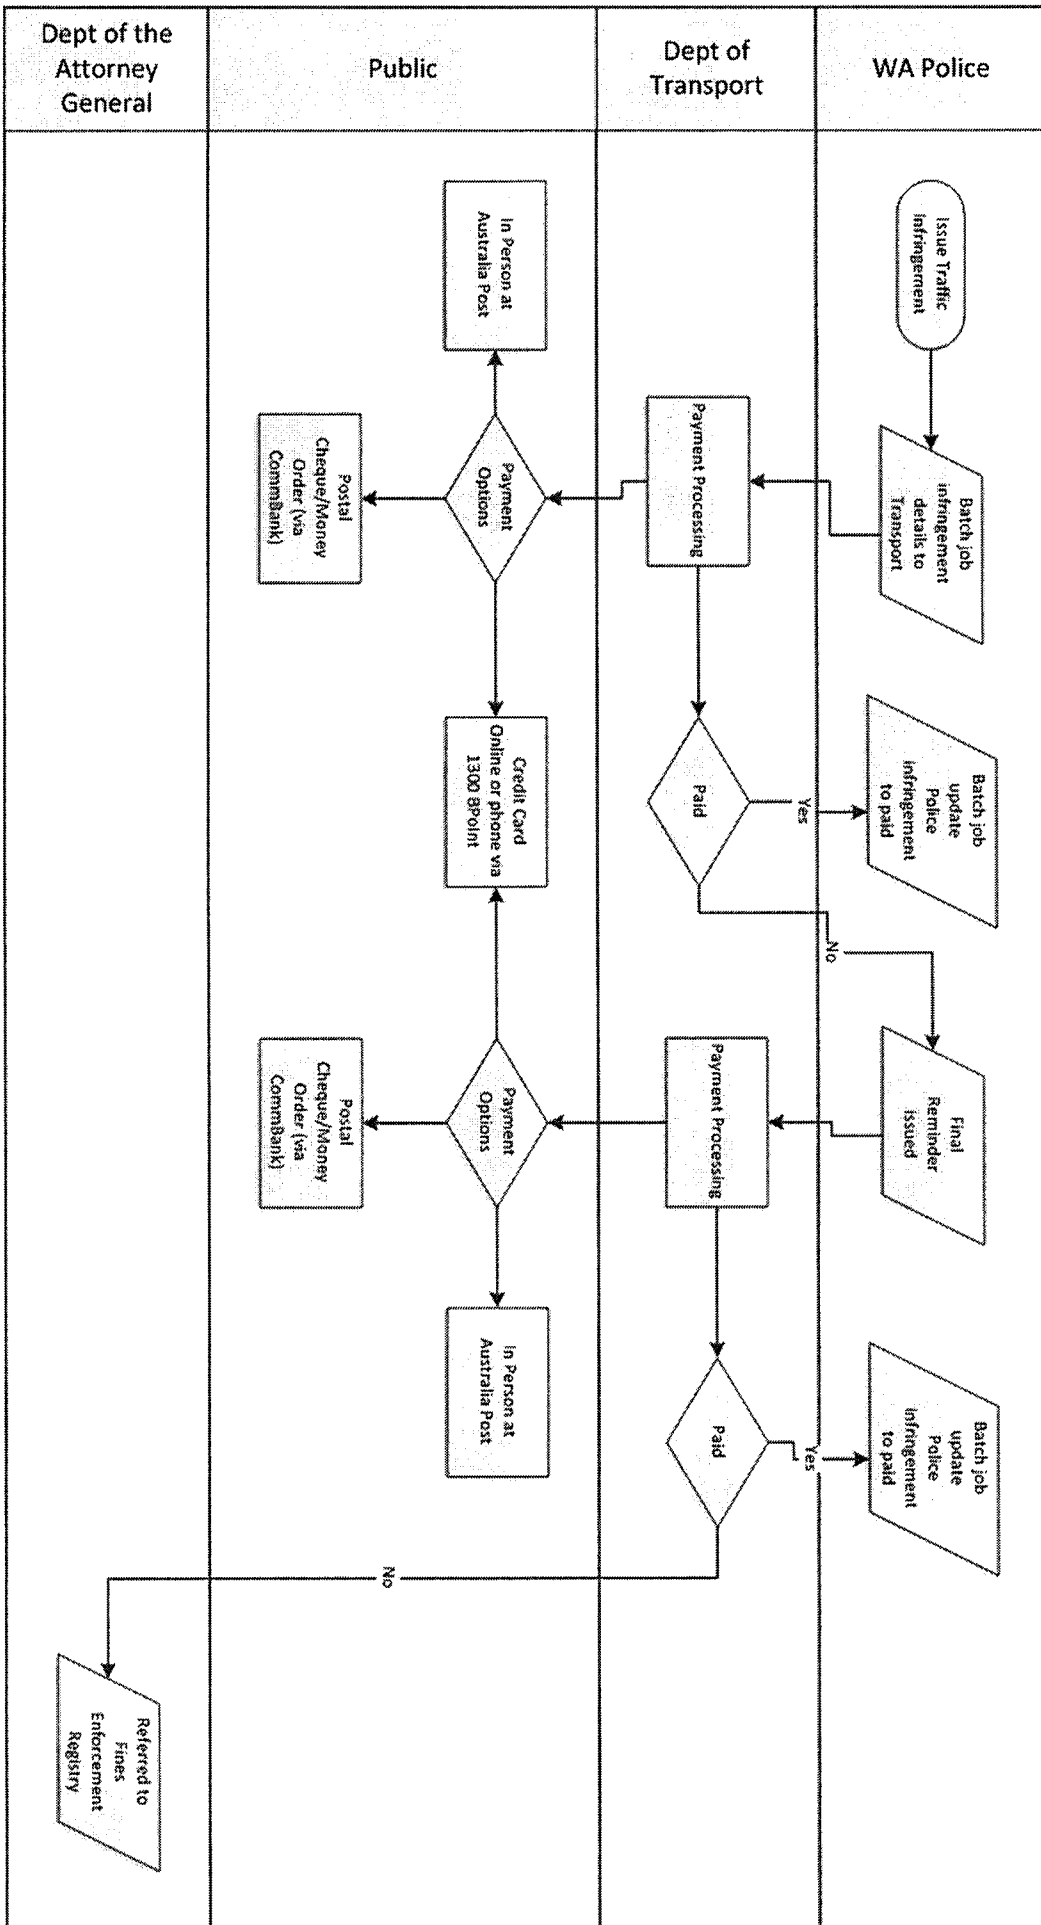 Dept of the
Attorney
General
Public
Dept of
Transport
WA Police
Issue Traffic
Infringement
Batch job
infringement
details to
Transport
Payment Processing
Payment
Options
In Person at
Australia Post
Postal
Cheque/Money
Order (via
CommBank)
Credit Card
Online or phone via
1300 BPoint
Paid
Yes
Batch job
update
Police
infringement
to paid
No
Final
Reminder
issued
Payment Processing
Payment
Options
Postal
Cheque/Money
Order (via
CommBank)
In Person at
Australia Post
Paid
Yes
Batch job
update
Police
infringement
to paid
No
Referred to
Fines
Enforcement
Registry